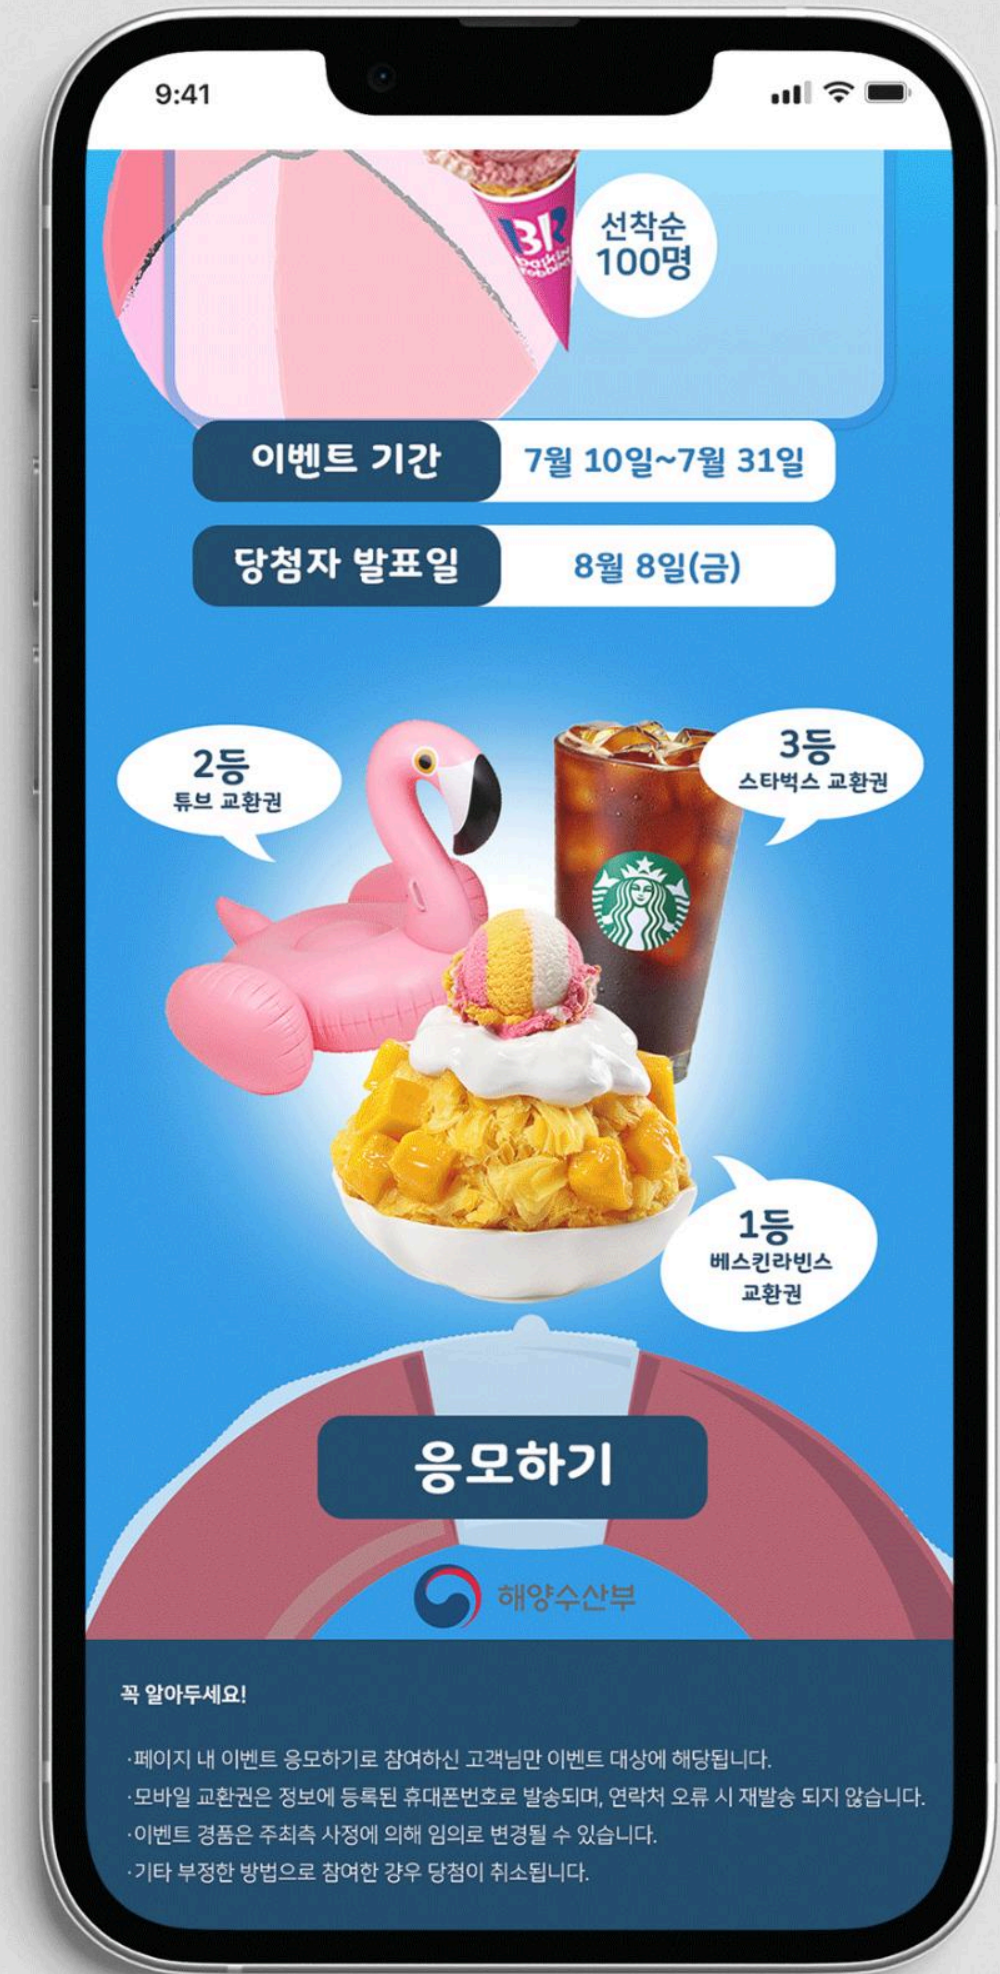 9:41
BR
baskin
robbins
선착순
100명
이벤트 기간
7월 10일~7월 31일
당첨자 발표일
8월 8일(금)
2등
튜브 교환권
3등
스타벅스 교환권
1등
베스킨라빈스
교환권
응모하기
해양수산부
꼭 알아두세요!
·페이지 내 이벤트 응모하기로 참여하신 고객님만 이벤트 대상에 해당됩니다.
·모바일 교환권은 정보에 등록된 휴대폰번호로 발송되며, 연락처 오류 시 재발송 되지 않습니다.
·이벤트 경품은 주최측 사정에 의해 임의로 변경될 수 있습니다.
·기타 부정한 방법으로 참여한 걍우 당첨이 취소됩니다.